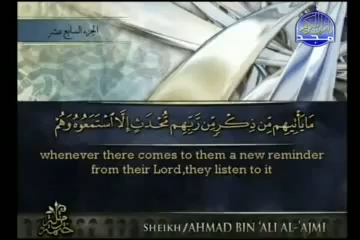 الجزء السابع عشر
مَا يَأْتِيهِم مِّن ذِكْرٍ مِّن رَّبِّهِم مُّحْدَثٍ إِلَّا اسْتَمَعُوهُ وَهُمْ
whenever there comes to them a new reminder
from their Lord,they listen to it
SHEIKH/AHMAD BIN 'ALI AL-'AJMI